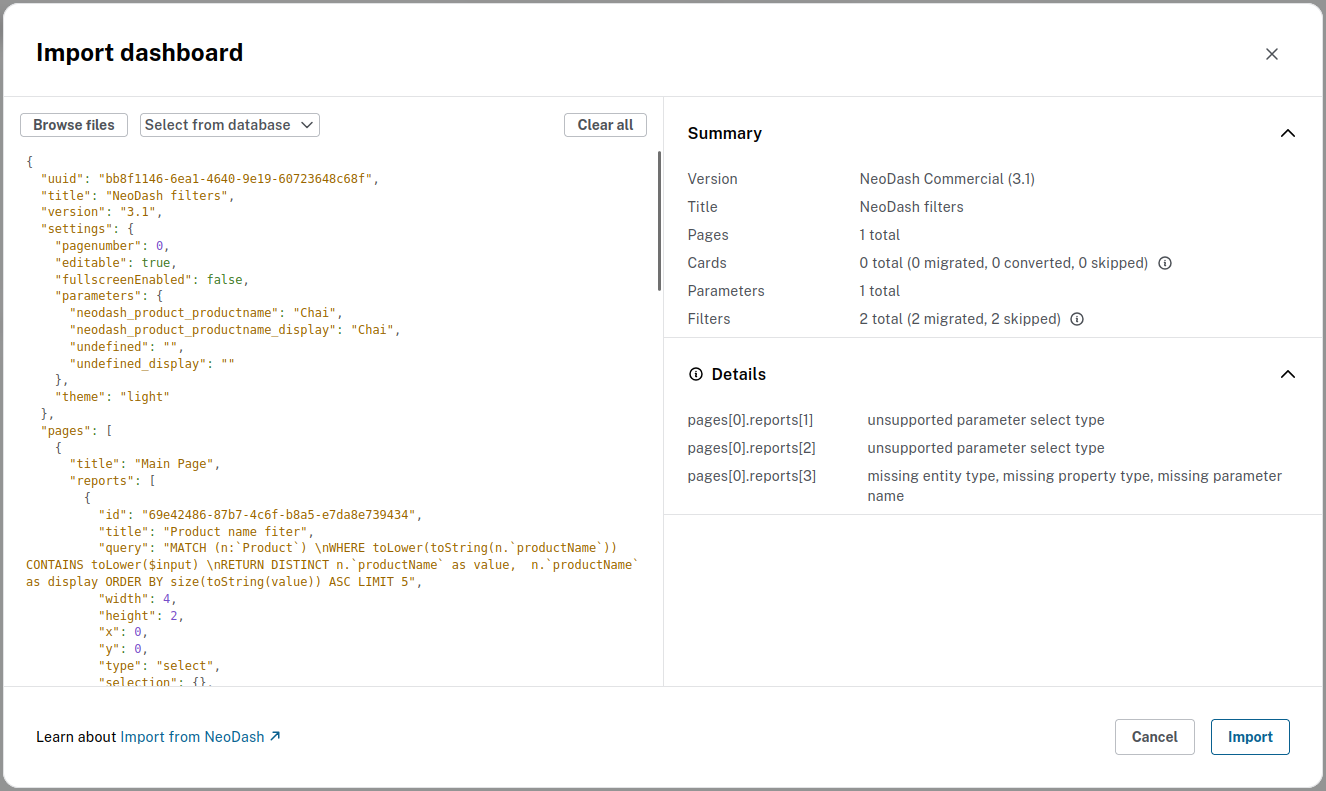 Import dashboard
Browse files
Select from database
Clear all
{
  "uuid": "bb8f1146-6ea1-4640-9e19-60723648c68f",
  "title": "NeoDash filters",
  "version": "3.1",
  "settings": {
    "pagenumber": 0,
    "editable": true,
    "fullscreenEnabled": false,
    "parameters": {
      "neodash_product_productname": "Chai",
      "neodash_product_productname_display": "Chai",
      "undefined": "",
      "undefined_display": ""
    },
    "theme": "light"
  },
  "pages": [
    {
      "title": "Main Page",
      "reports": [
        {
          "id": "69e42486-87b7-4c6f-b8a5-e7da8e739434",
          "title": "Product name fiter",
          "query": "MATCH (n:`Product`) \nWHERE toLower(toString(n.`productName`))
CONTAINS toLower($input) \nRETURN DISTINCT n.`productName` as value,  n.`productName`
as display ORDER BY size(toString(value)) ASC LIMIT 5",
          "width": 4,
          "height": 2,
          "x": 0,
          "y": 0,
          "type": "select",
          "selection": {},
Summary
Version NeoDash Commercial (3.1)
Title NeoDash filters
Pages 1 total
Cards 0 total (0 migrated, 0 converted, 0 skipped)
Parameters 1 total
Filters 2 total (2 migrated, 2 skipped)
Details
pages[0].reports[1] unsupported parameter select type
pages[0].reports[2] unsupported parameter select type
pages[0].reports[3] missing entity type, missing property type, missing parameter
name
Learn about Import from NeoDash
Cancel
Import